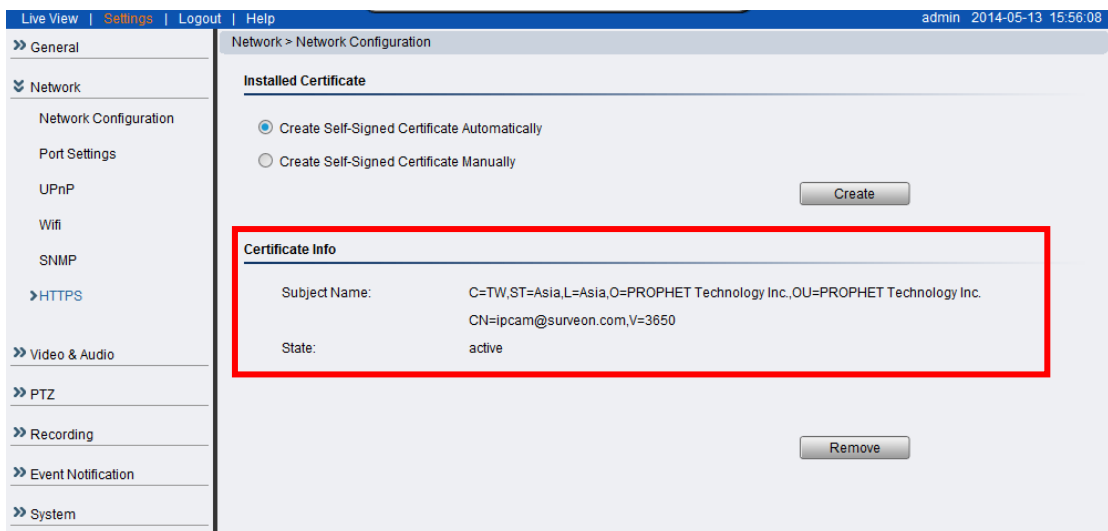 Live View | Settings | Logout | Help
admin 2014-05-13 15:56:08
General
Network
Network Configuration
Port Settings
UPnP
Wifi
SNMP
HTTPS
Video & Audio
PTZ
Recording
Event Notification
System
Network > Network Configuration
Installed Certificate
Create Self-Signed Certificate Automatically
Create Self-Signed Certificate Manually
Create
Certificate Info
Subject Name: C=TW,ST=Asia,L=Asia,O=PROPHET Technology Inc.,OU=PROPHET Technology Inc.
CN=ipcam@surveon.com,V=3650
State: active
Remove